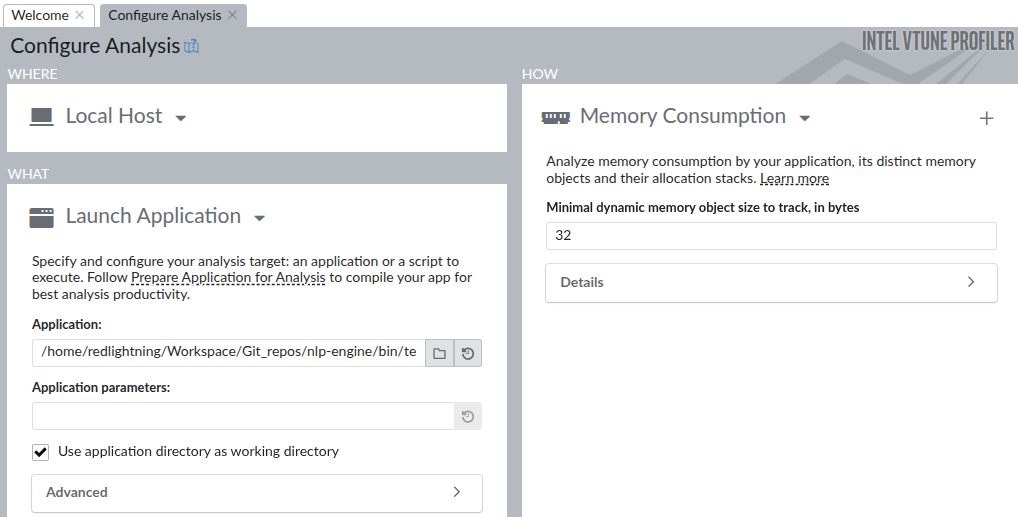 Welcome
Configure Analysis
Configure Analysis
INTEL VTUNE PROFILER
WHERE
Local Host
WHAT
Launch Application
Specify and configure your analysis target: an application or a script to
execute. Follow Prepare Application for Analysis to compile your app for
best analysis productivity.
Application:
/home/redlightning/Workspace/Git_repos/nlp-engine/bin/te
Application parameters:
Use application directory as working directory
Advanced
HOW
Memory Consumption
Analyze memory consumption by your application, its distinct memory
objects and their allocation stacks. Learn more
Minimal dynamic memory object size to track, in bytes
32
Details